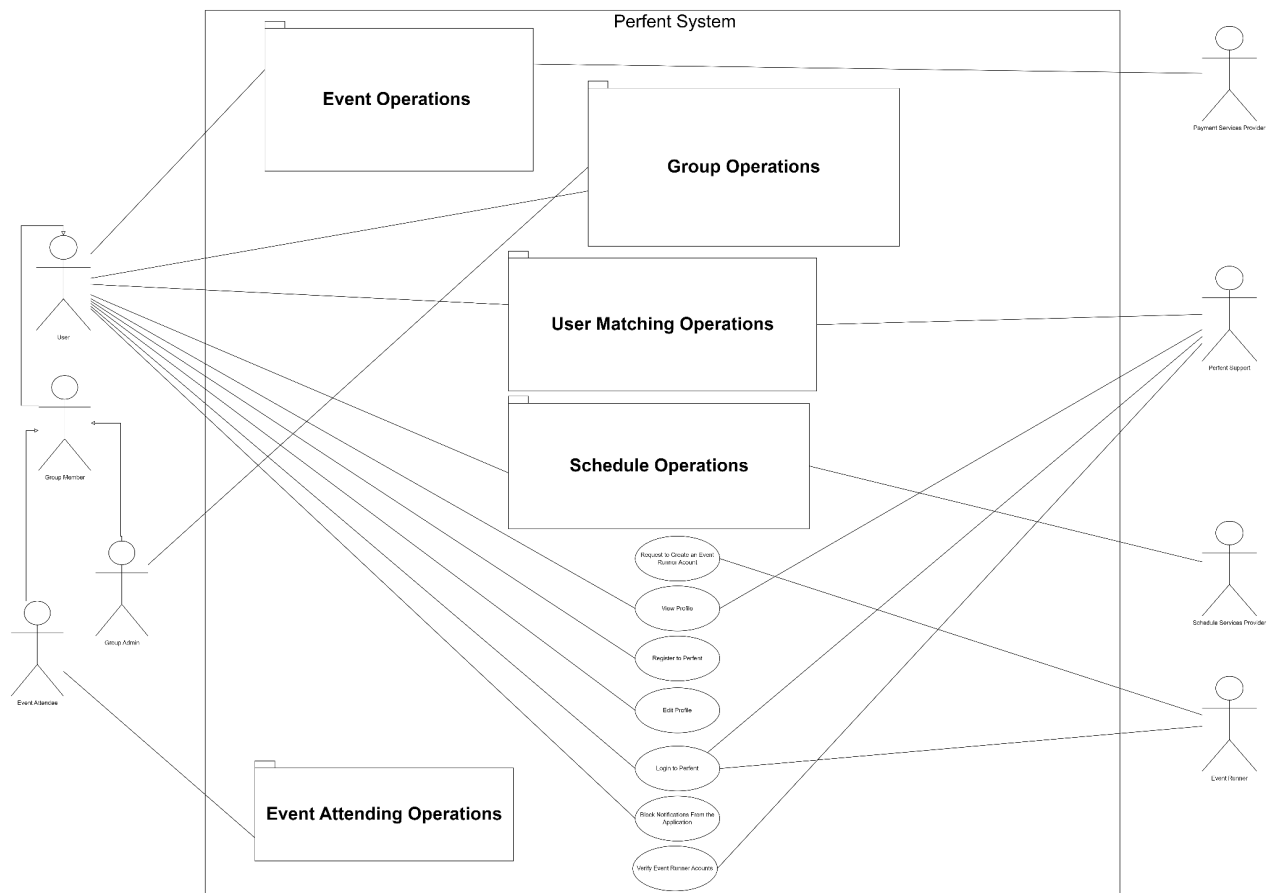 Perfent System
Event Operations
Payment Services Provider
Group Operations
User Matching Operations
User
Perfent Support
Schedule Operations
Group Member
Request to Create an Event
Runner Acount
View Profile
Schedule Services Provider
Group Admin
Register to Perfent
Event Attendee
Edit Profile
Login to Perfent
Event Runner
Event Attending Operations
Block Notifications From the
Application
Verify Event Runner Accounts